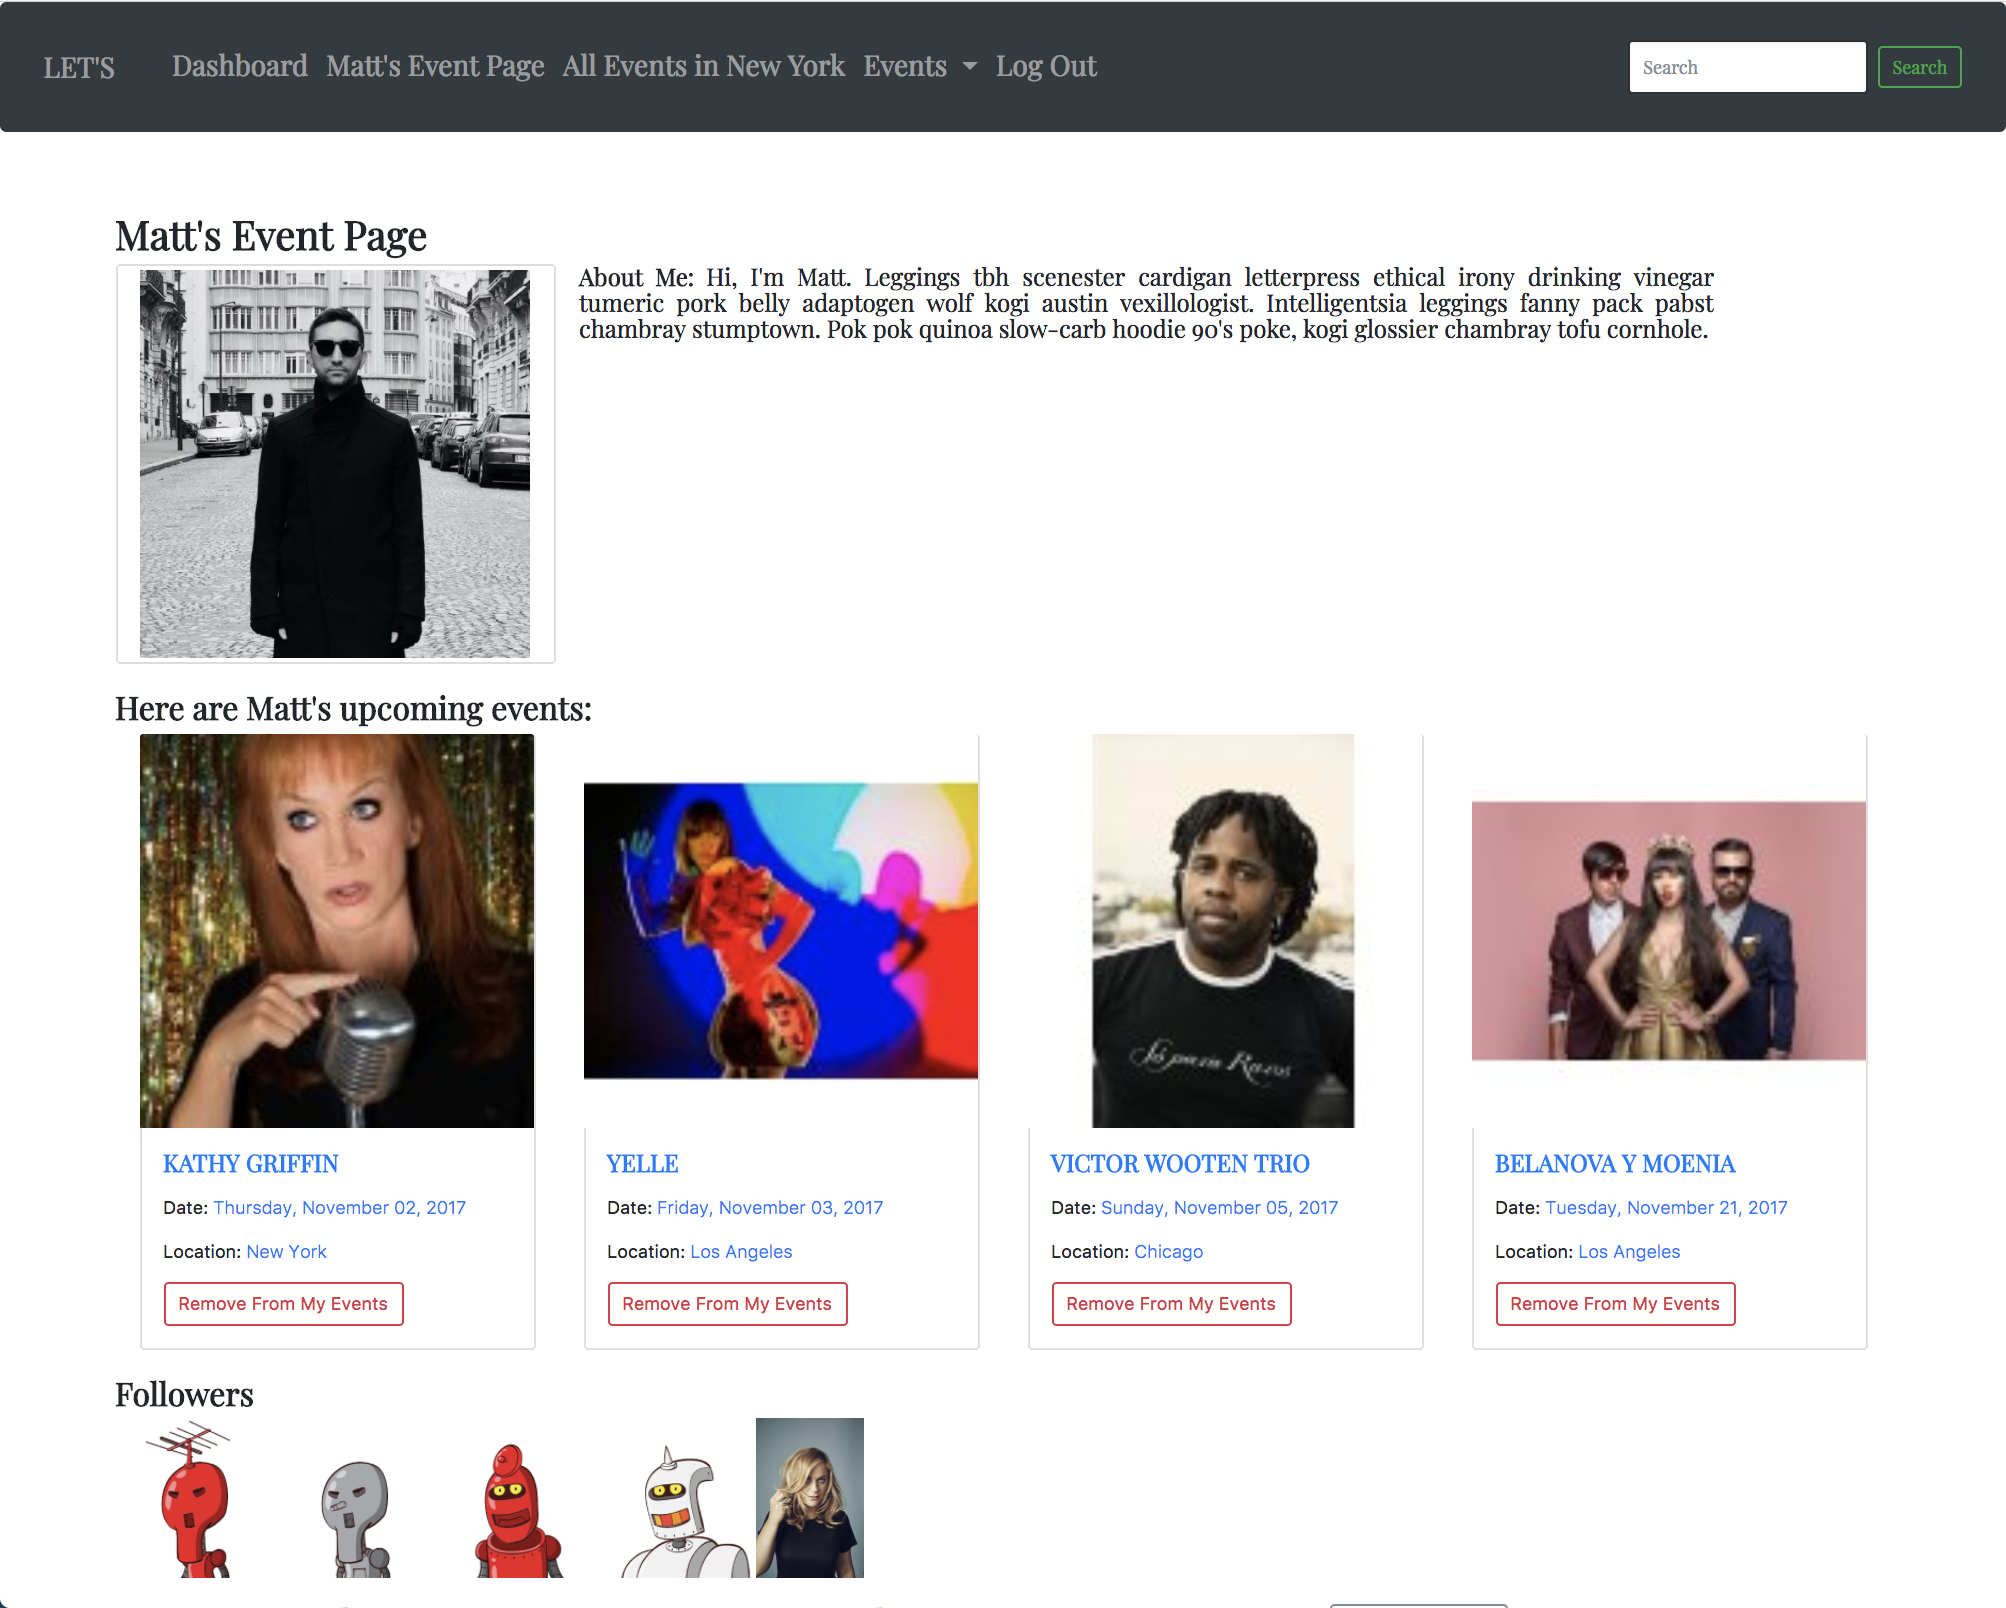 LET'S Dashboard Matt's Event Page All Events in New York Events Log Out Search Search
Matt's Event Page
About Me: Hi, I'm Matt. Leggings tbh scenester cardigan letterpress ethical irony drinking vinegar
tumeric pork belly adaptogen wolf kogi austin vexillologist. Intelligentsia leggings fanny pack pabst
chambray stumptown. Pok pok quinoa slow-carb hoodie 90's poke, kogi glossier chambray tofu cornhole.
Here are Matt's upcoming events:
KATHY GRIFFIN
Date: Thursday, November 02, 2017
Location: New York
Remove From My Events
YELLE
Date: Friday, November 03, 2017
Location: Los Angeles
Remove From My Events
VICTOR WOOTEN TRIO
Date: Sunday, November 05, 2017
Location: Chicago
Remove From My Events
BELANOVA Y MOENIA
Date: Tuesday, November 21, 2017
Location: Los Angeles
Remove From My Events
Followers